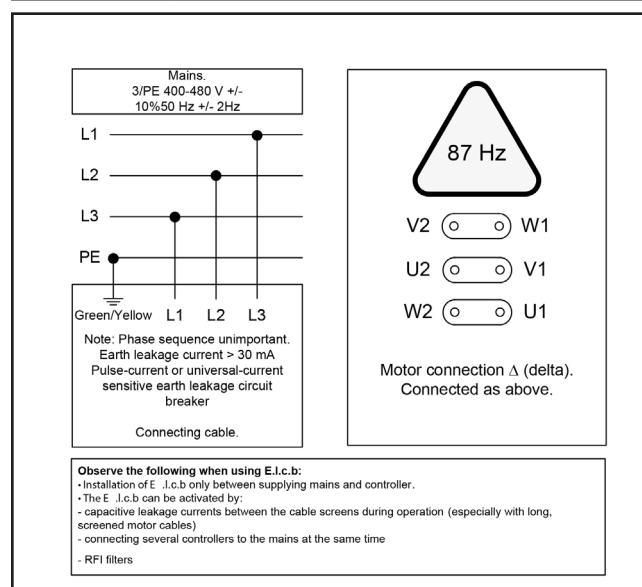 Mains.
3/PE 400-480 V +/-
10%50 Hz +/- 2Hz
L1
L2
L3
PE
Green/Yellow L1 L2 L3
Note: Phase sequence unimportant.
Earth leakage current > 30 mA
Pulse-current or universal-current
sensitive earth leakage circuit
breaker
Connecting cable.
87 Hz
V2 W1
U2 V1
W2 U1
Motor connection Δ (delta).
Connected as above.
Observe the following when using E.l.c.b:
• Installation of E .l.c.b only between supplying mains and controller.
• The E .l.c.b can be activated by:
- capacitive leakage currents between the cable screens during operation (especially with long,
screened motor cables)
- connecting several controllers to the mains at the same time
- RFI filters